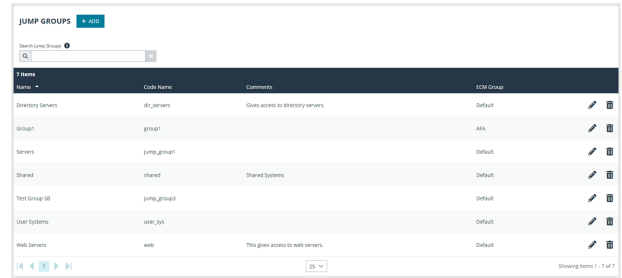 JUMP GROUPS + ADD
Search Jump Groups
7 Items
Name Code Name Comments ECM Group
Directory Servers dir_servers Gives access to directory servers. Default
Group1 group1 AFA
Servers jump_group1 Default
Shared shared Shared Systems Default
Test Group SB jump_group3 Default
User Systems user_sys Default
Web Servers web This gives access to web servers. Default
1 25 Showing items 1 - 7 of 7